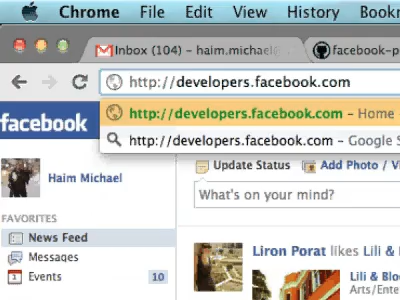 Chrome File Edit View History Bookm
Inbox (104) – haim.michael@ facebook-p
http://developers.facebook.com
http://developers.facebook.com – Home –
http://developers.facebook.com – Google S
facebook
Update Status Add Photo / Vi
What's on your mind?
Haim Michael
FAVORITES
News Feed
Messages
Events 10
Liron Porat likes Lili &
Lili & Blo
Arts/Ente